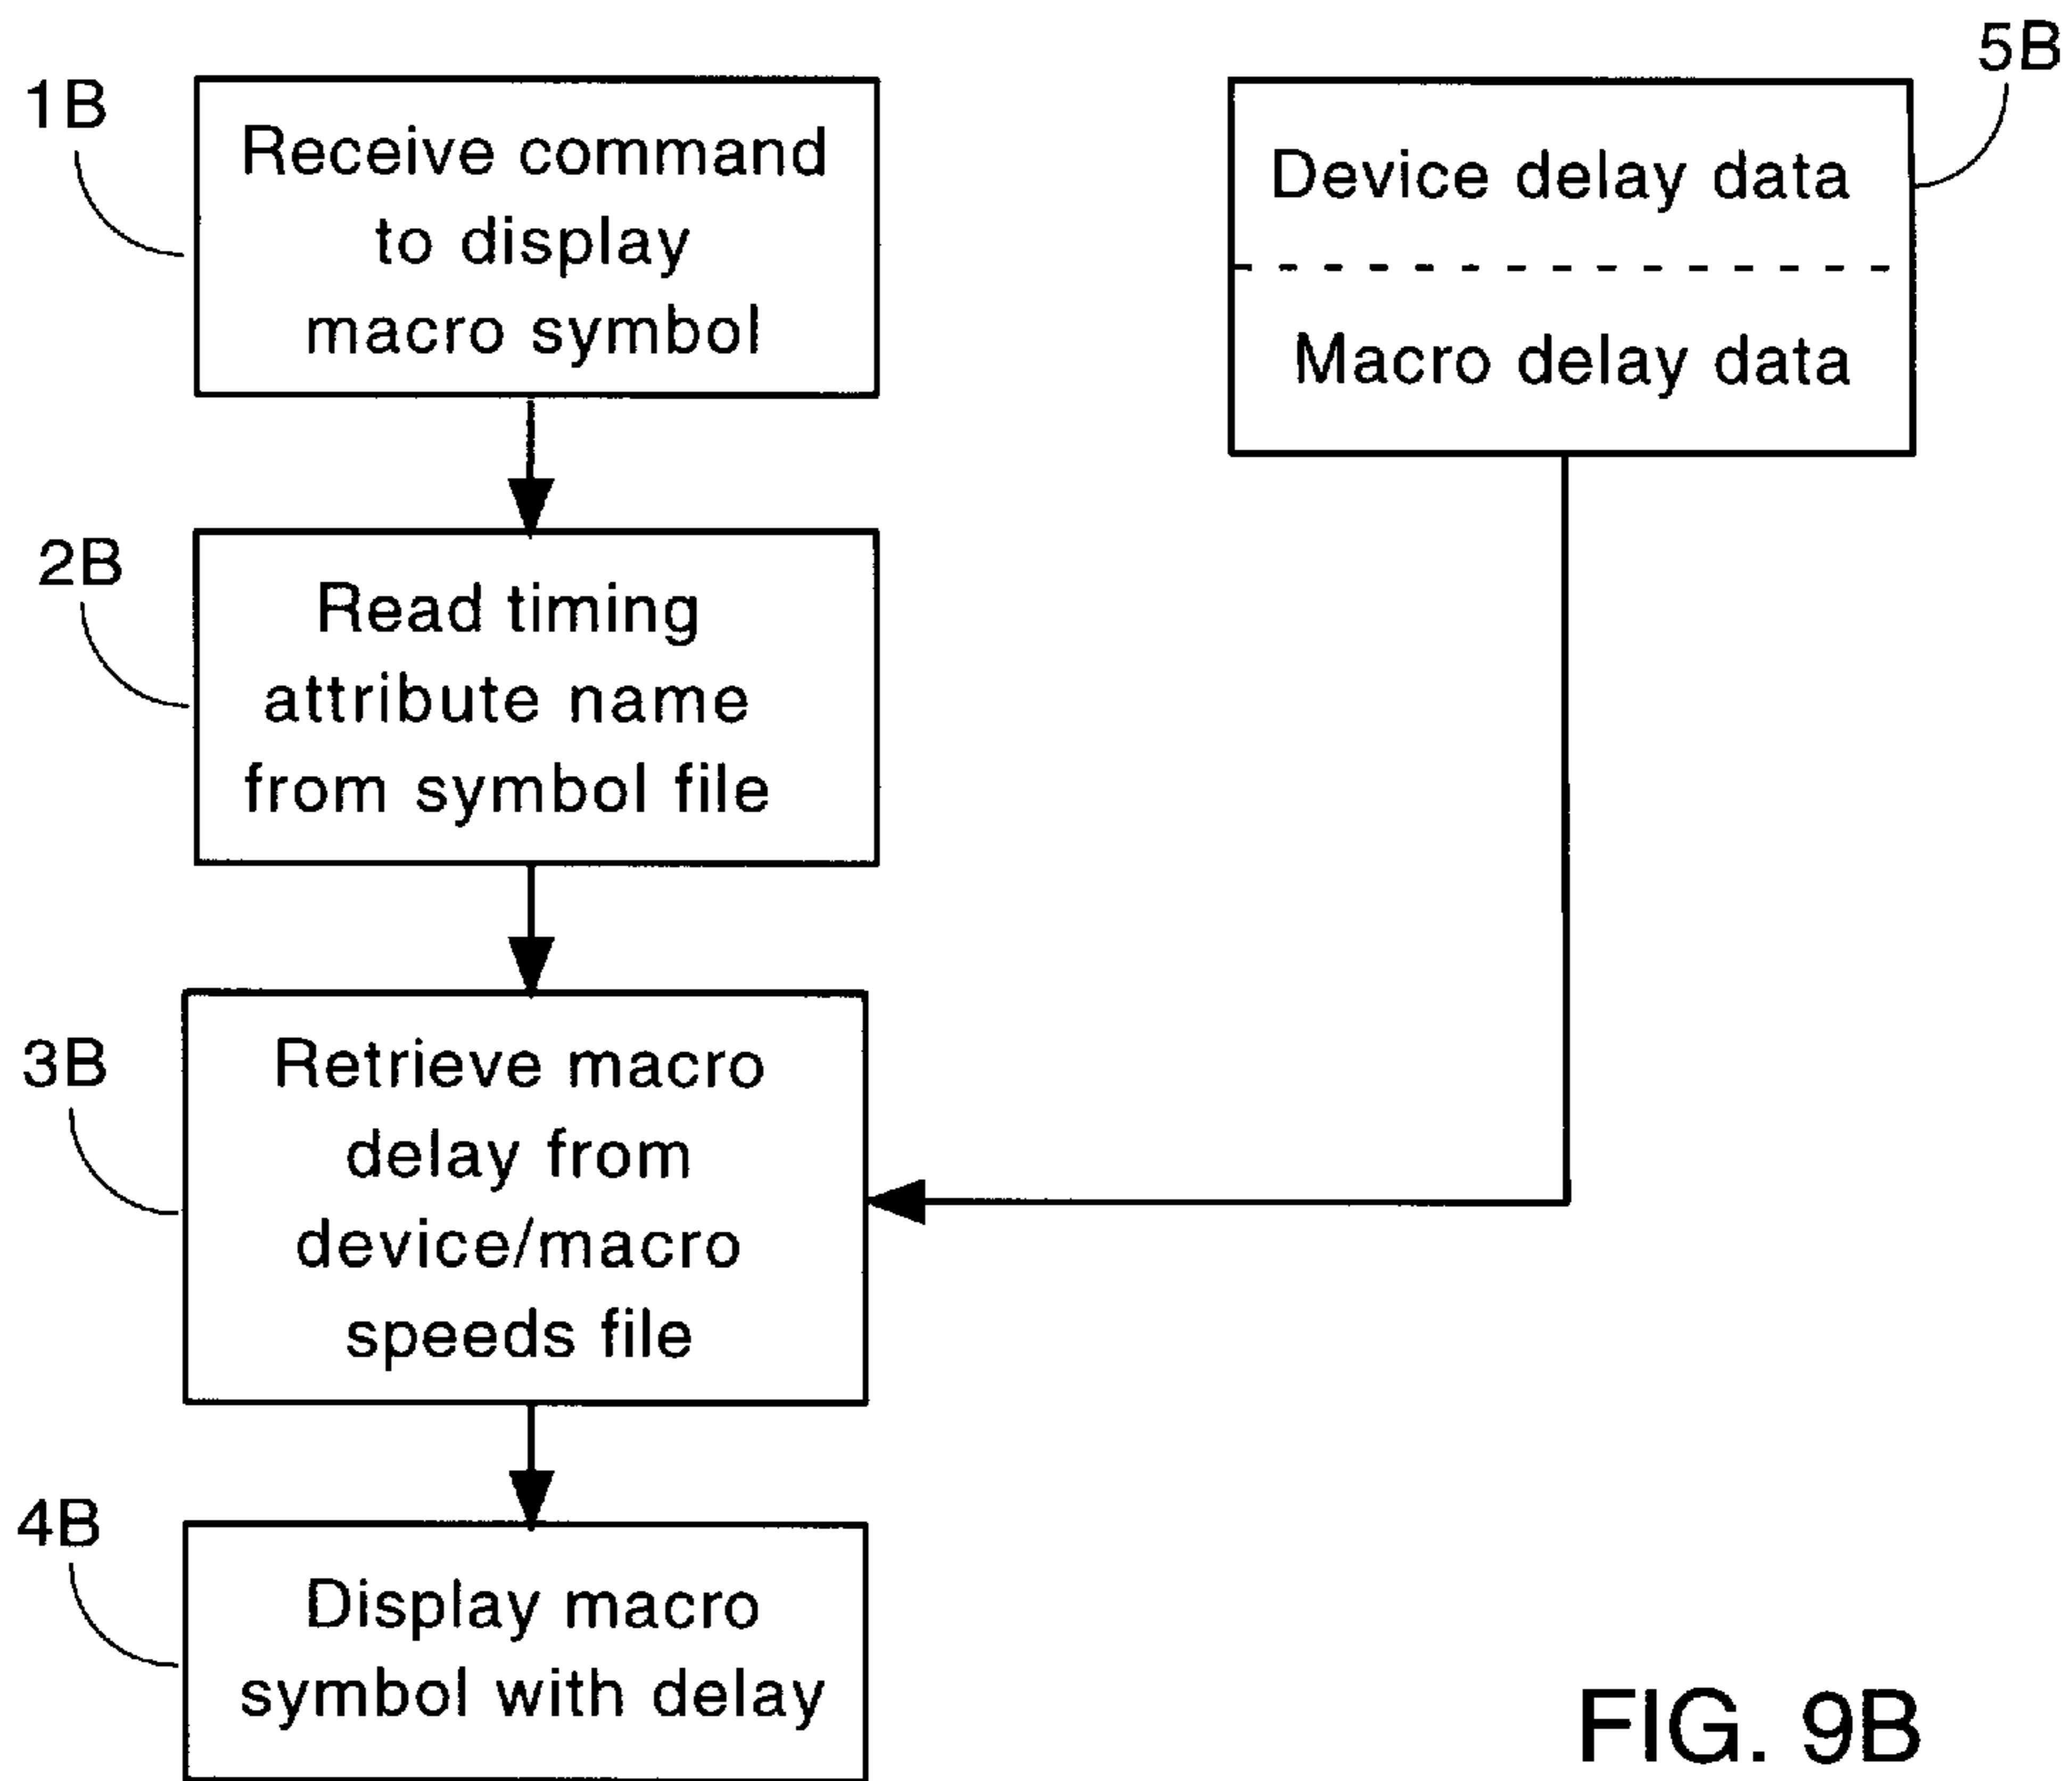 1B
Receive command
to display
macro symbol
5B
Device delay data
Macro delay data
2B
Read timing
attribute name
from symbol file
3B
Retrieve macro
delay from
device/macro
speeds file
4B
Display macro
symbol with delay
FIG. 9B